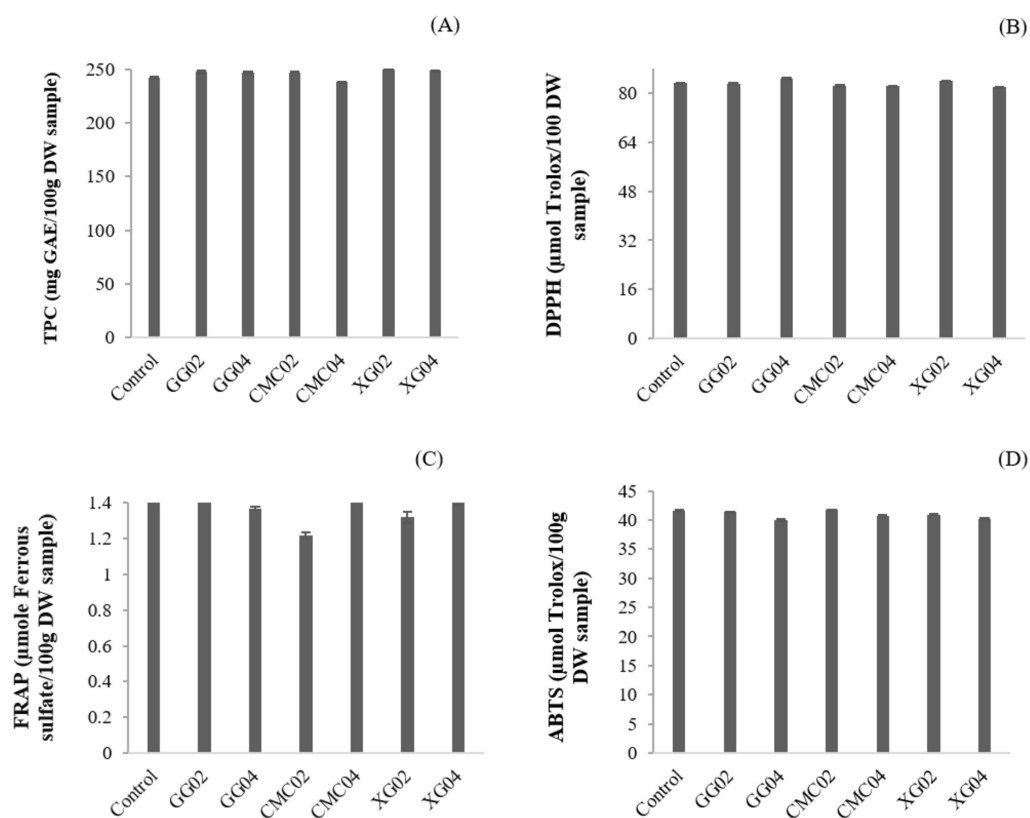 (A)
TPC (mg GAE/100g DW sample)
250
200
150
100
50
0
Control
GG02
GG04
CMC02
CMC04
XG02
XG04
(B)
DPPH (µmol Trolox/100 DW
sample)
80
64
48
32
16
0
Control
GG02
GG04
CMC02
CMC04
XG02
XG04
(C)
FRAP (µmole Ferrous
sulfate/100g DW sample)
1.4
1.2
1
0.8
0.6
0.4
0.2
0
Control
GG02
GG04
CMC02
CMC04
XG02
XG04
(D)
ABTS (µmol Trolox/100g
DW sample)
45
40
35
30
25
20
15
10
5
0
Control
GG02
GG04
CMC02
CMC04
XG02
XG04